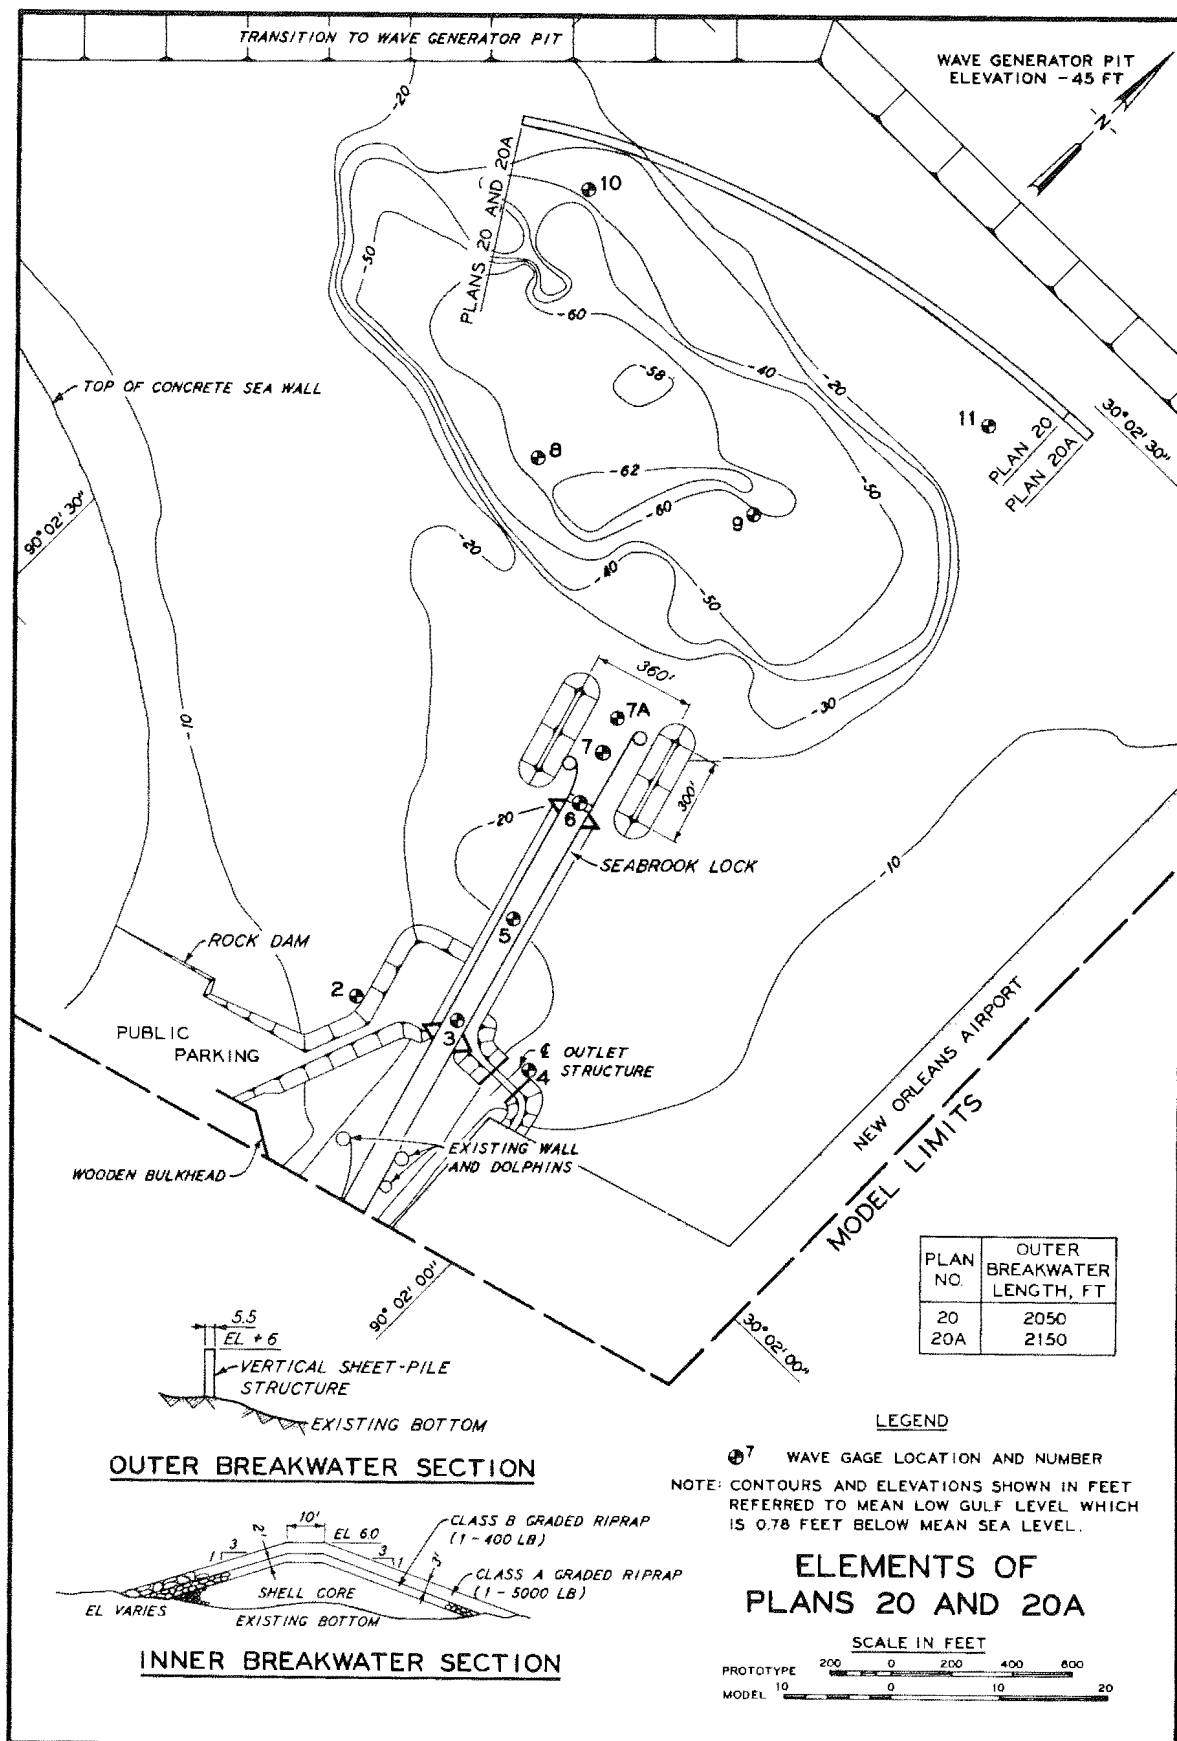 TRANSITION TO WAVE GENERATOR PIT
WAVE GENERATOR PIT
ELEVATION -45 FT
-N-
-20
PLANS 20 AND 20A
10
-50
-60
-58
-40
-20
TOP OF CONCRETE SEA WALL
11
PLAN 20
PLAN 20A
30° 02' 30"
8
-62
-50
-60
9
90° 02' 30"
-20
-40
-50
360'
-30
7A
7
-10
300'
-20
6
SEABROOK LOCK
-10
5
ROCK DAM
2
PUBLIC
PARKING
3
℄ OUTLET
STRUCTURE
4
NEW ORLEANS AIRPORT
MODEL LIMITS
EXISTING WALL
AND DOLPHINS
WOODEN BULKHEAD
90° 02' 00"
30° 02' 00"
PLAN NO.	OUTER BREAKWATER LENGTH, FT
20	2050
20A	2150
5.5
EL +6
VERTICAL SHEET-PILE
STRUCTURE
EXISTING BOTTOM
OUTER BREAKWATER SECTION
LEGEND
7 WAVE GAGE LOCATION AND NUMBER
NOTE: CONTOURS AND ELEVATIONS SHOWN IN FEET
REFERRED TO MEAN LOW GULF LEVEL WHICH
IS 0.78 FEET BELOW MEAN SEA LEVEL.
10'
2'
EL 6.0
3
1
3
1
3'
CLASS B GRADED RIPRAP
(1 - 400 LB)
CLASS A GRADED RIPRAP
(1 - 5000 LB)
SHELL CORE
EL VARIES
EXISTING BOTTOM
INNER BREAKWATER SECTION
ELEMENTS OF
PLANS 20 AND 20A
SCALE IN FEET
PROTOTYPE 200 0 200 400 600
MODEL 10 0 10 20